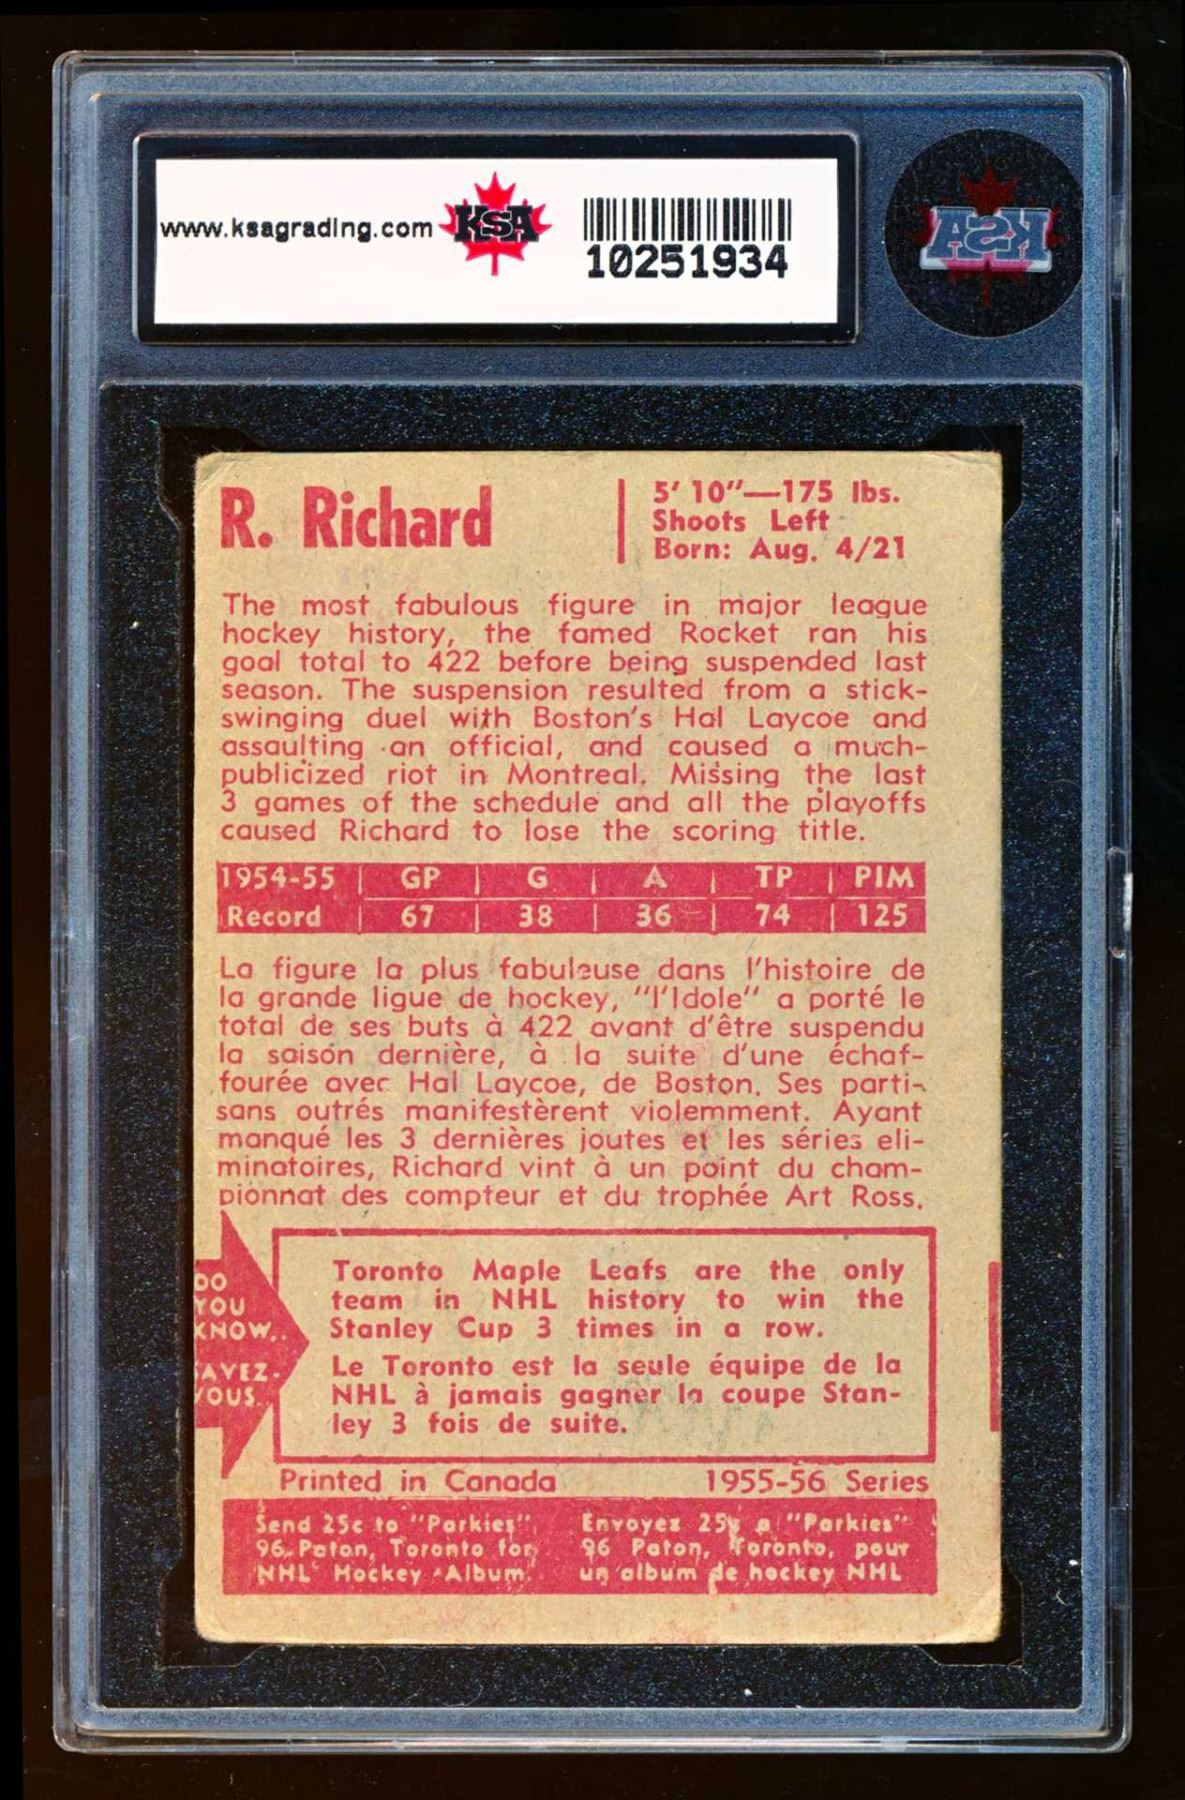 www.ksagrading.com KSA
10251934
KSA
R. Richard
5' 10"—175 lbs.
Shoots Left
Born: Aug. 4/21
The most fabulous figure in major league
hockey history, the famed Rocket ran his
goal total to 422 before being suspended last
season. The suspension resulted from a stick-
swinging duel with Boston's Hal Laycoe and
assaulting an official, and caused a much-
publicized riot in Montreal. Missing the last
3 games of the schedule and all the playoffs
caused Richard to lose the scoring title.
1954-55 | GP | G | A | TP | PIM
Record | 67 | 38 | 36 | 74 | 125
La figure la plus fabuleuse dans l'histoire de
la grande ligue de hockey, "l'Idole" a porté le
total de ses buts à 422 avant d'être suspendu
la saison dernière, à la suite d'une échaf-
fourée avec Hal Laycoe, de Boston. Ses parti-
sans outrés manifestèrent violemment. Ayant
manqué les 3 dernières joutes et les séries eli-
minatoires, Richard vint à un point du cham-
pionnat des compteur et du trophée Art Ross.
DO
YOU
KNOW..
SAVEZ-
VOUS.
Toronto Maple Leafs are the only
team in NHL history to win the
Stanley Cup 3 times in a row.
Le Toronto est la seule équipe de la
NHL à jamais gagner la coupe Stan-
ley 3 fois de suite.
Printed in Canada 1955-56 Series
Send 25c to "Parkies"
96 Paton, Toronto for
NHL Hockey Album.
Envoyez 25c a "Parkies"
96 Paton, Toronto, pour
un album de hockey NHL